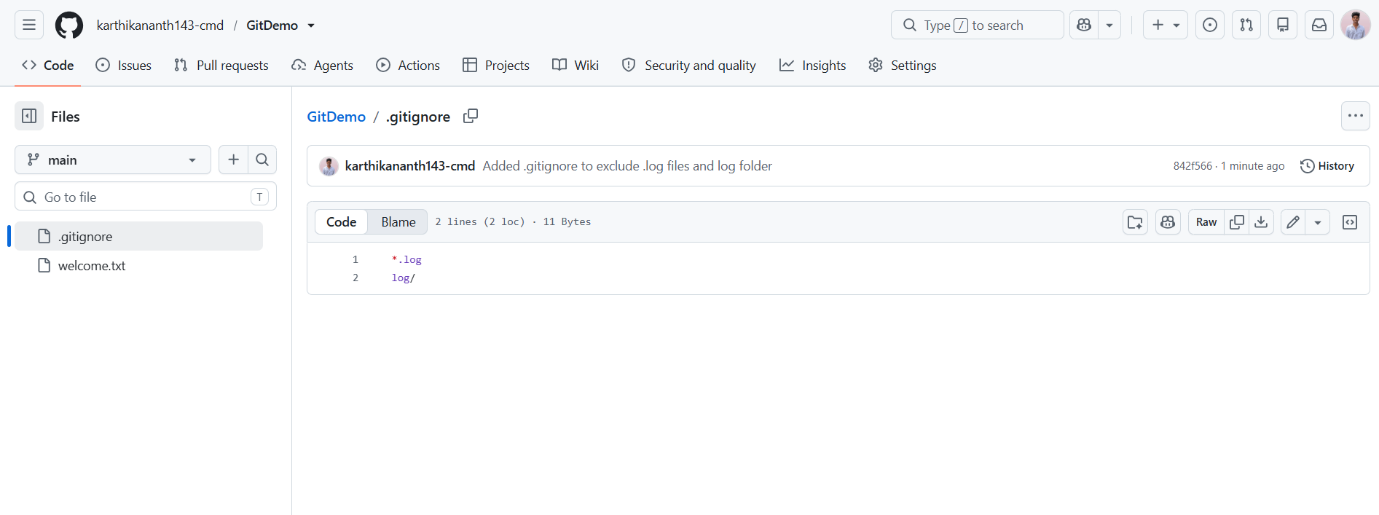 karthikananth143-cmd / GitDemo
Type / to search
Code Issues Pull requests Agents Actions Projects Wiki Security and quality Insights Settings
Files
main
Go to file T
.gitignore
welcome.txt
GitDemo / .gitignore
karthikananth143-cmd Added .gitignore to exclude .log files and log folder 842f566 · 1 minute ago History
Code Blame 2 lines (2 loc) · 11 Bytes Raw
1 *.log
2 log/